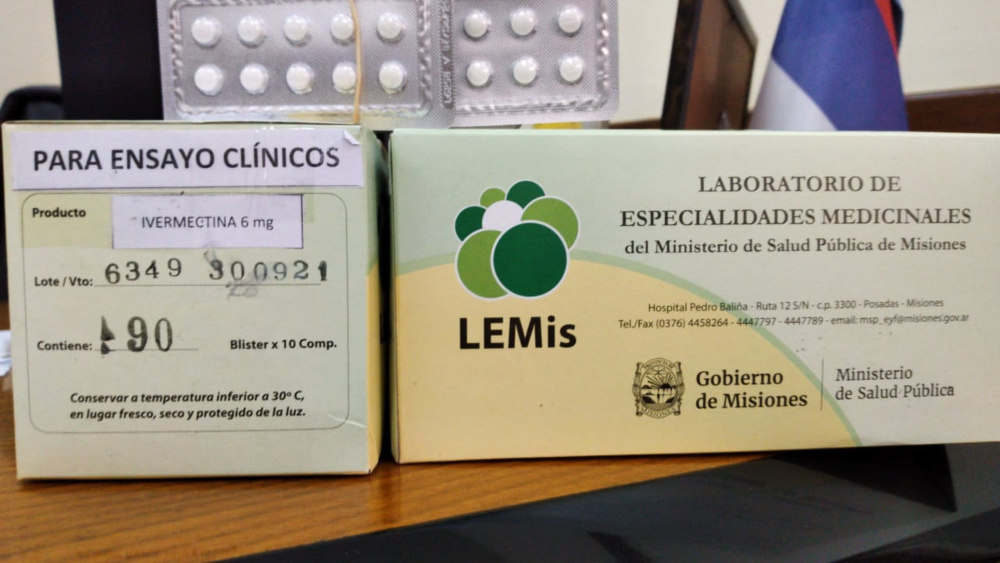 PARA ENSAYO CLÍNICOS
Producto
IVERMECTINA 6 mg
Lote / Vto: 6349 300921
Contiene: 90 Blister x 10 Comp.
Conservar a temperatura inferior a 30º C,
en lugar fresco, seco y protegido de la luz.
LABORATORIO DE
ESPECIALIDADES MEDICINALES
del Ministerio de Salud Pública de Misiones
LEMis
Hospital Pedro Baliña - Ruta 12 S/N - c.p. 3300 - Posadas - Misiones
Tel./Fax (0376) 4458264 - 4447797 - 4447789 - email: msp_eyf@misiones.gov.ar
Gobierno
de Misiones
Ministerio
de Salud Pública